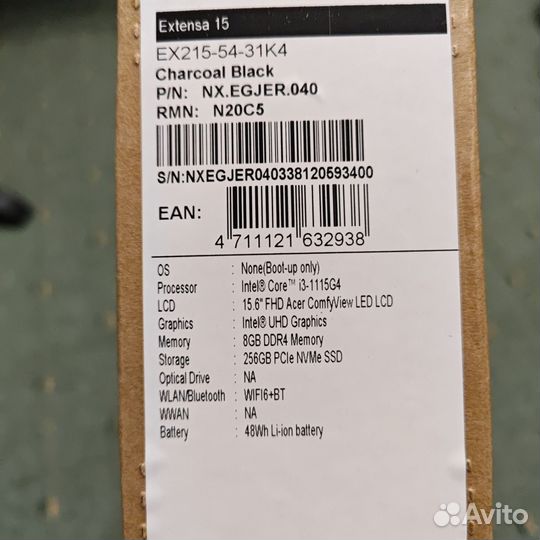 Extensa 15
EX215-54-31K4
Charcoal Black
P/N: NX.EGJER.040
RMN: N20C5
S/N:NXEGJER040338120593400
EAN:
4 711121 632938
OS : None(Boot-up only)
Processor : Intel® Core™ i3-1115G4
LCD : 15.6" FHD Acer ComfyView LED LCD
Graphics : Intel® UHD Graphics
Memory : 8GB DDR4 Memory
Storage : 256GB PCIe NVMe SSD
Optical Drive : NA
WLAN/Bluetooth : WIFI6+BT
WWAN : NA
Battery : 48Wh Li-ion battery
Avito